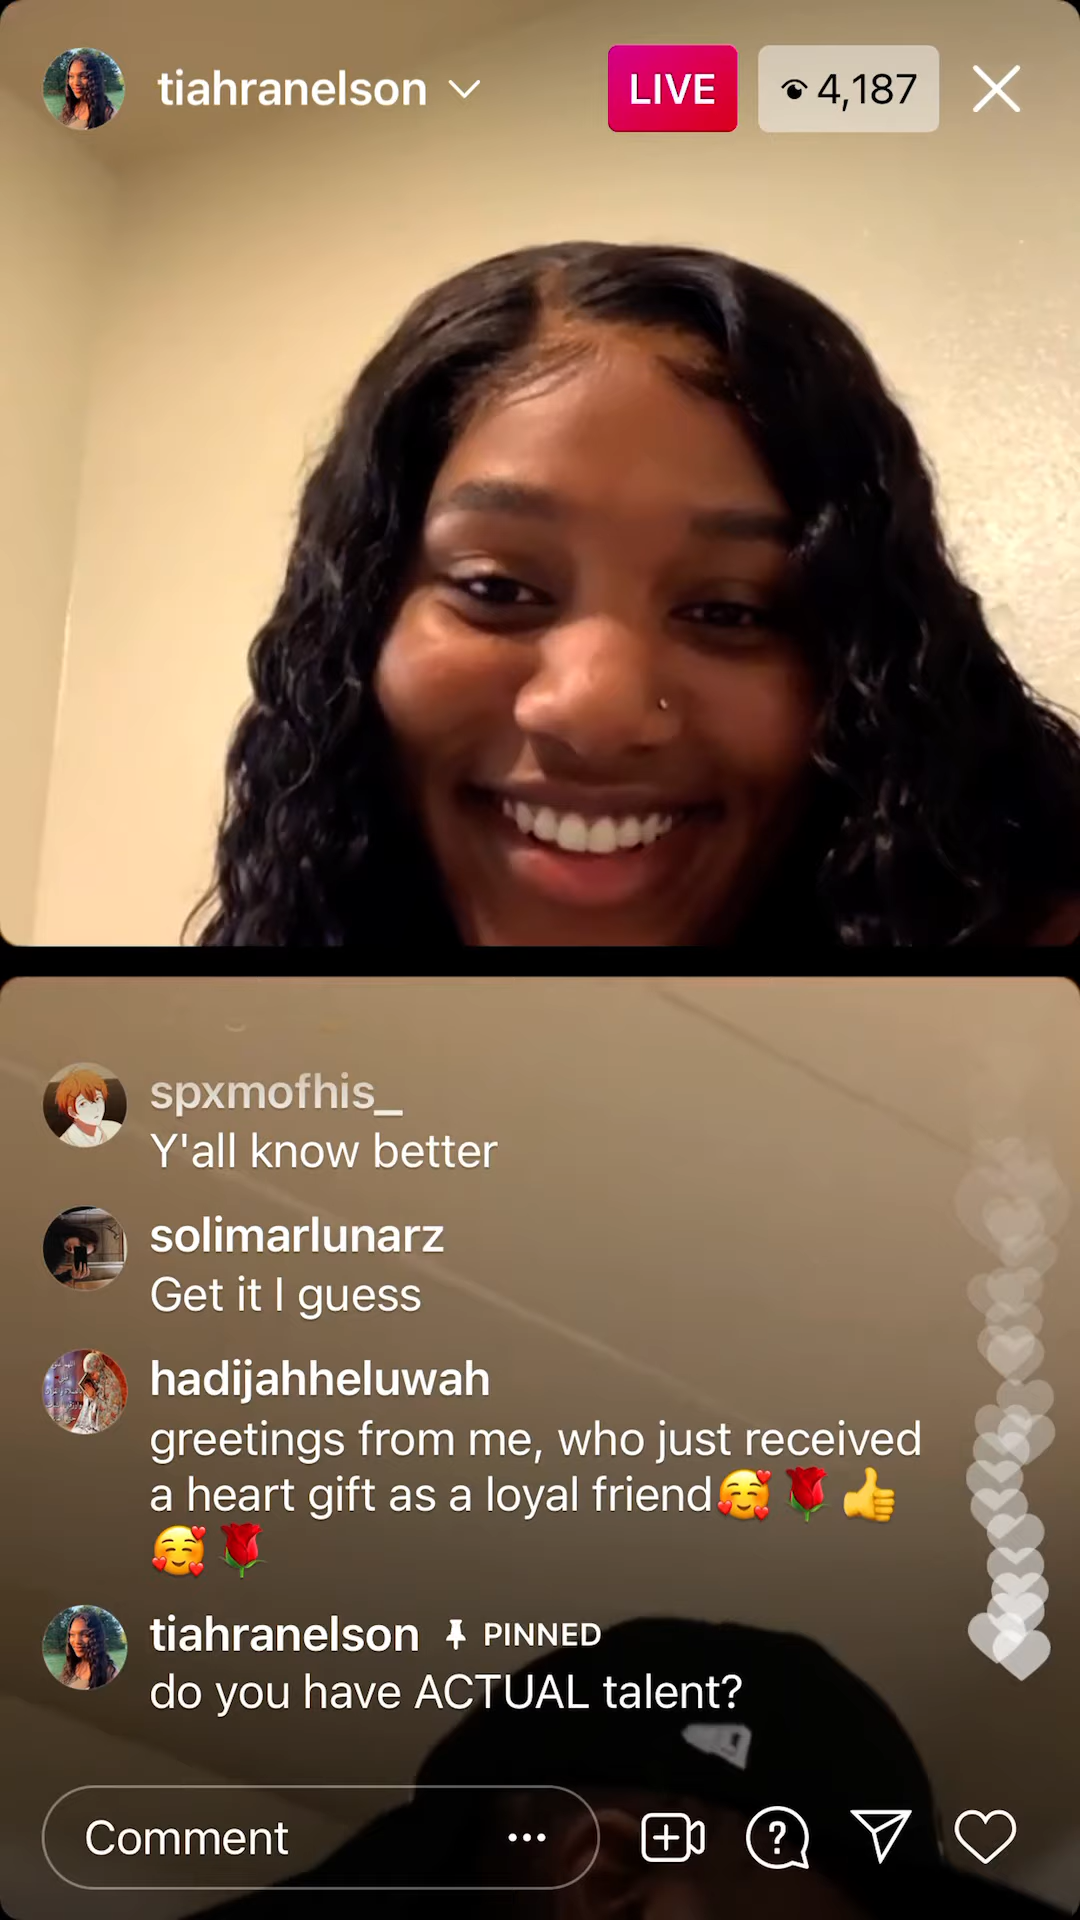 tiahranelson
LIVE
4,187
spxmofhis_
Y'all know better
solimarlunarz
Get it I guess
hadijahheluwah
greetings from me, who just received
a heart gift as a loyal friend🥰🌹👍
🥰🌹
tiahranelson PINNED
do you have ACTUAL talent?
Comment